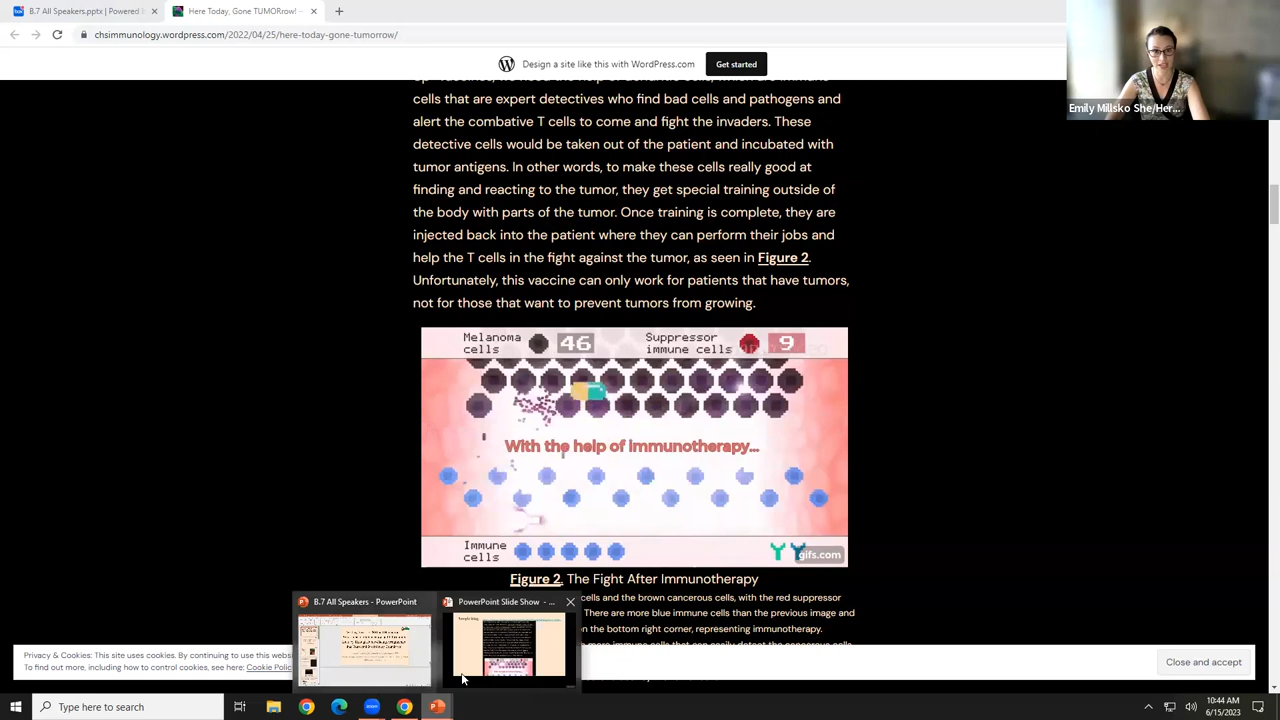 B.7 All Speakers.pptx | Powered
Here Today, Gone TUMORrow! –
chsimmunology.wordpress.com/2022/04/25/here-today-gone-tumorrow/
Design a site like this with WordPress.com
Get started
Emily Millsko She/Her...
cells that are expert detectives who find bad cells and pathogens and
alert the combative T cells to come and fight the invaders. These
detective cells would be taken out of the patient and incubated with
tumor antigens. In other words, to make these cells really good at
finding and reacting to the tumor, they get special training outside of
the body with parts of the tumor. Once training is complete, they are
injected back into the patient where they can perform their jobs and
help the T cells in the fight against the tumor, as seen in Figure 2.
Unfortunately, this vaccine can only work for patients that have tumors,
not for those that want to prevent tumors from growing.
Melanoma cells 46
Suppressor immune cells 9
With the help of immunotherapy...
Immune cells
gifs.com
Figure 2. The Fight After Immunotherapy
cells and the brown cancerous cells, with the red suppressor
There are more blue immune cells than the previous image and
n the bottom right corner, representing immunotherapy.
B.7 All Speakers - PowerPoint
PowerPoint Slide Show - ...
Privacy & Cookies: This site uses cookies. By continuing to use this webs
To find out more, including how to control cookies, see here: Cookie Polic
Close and accept
Type here to search
10:44 AM
6/15/2023